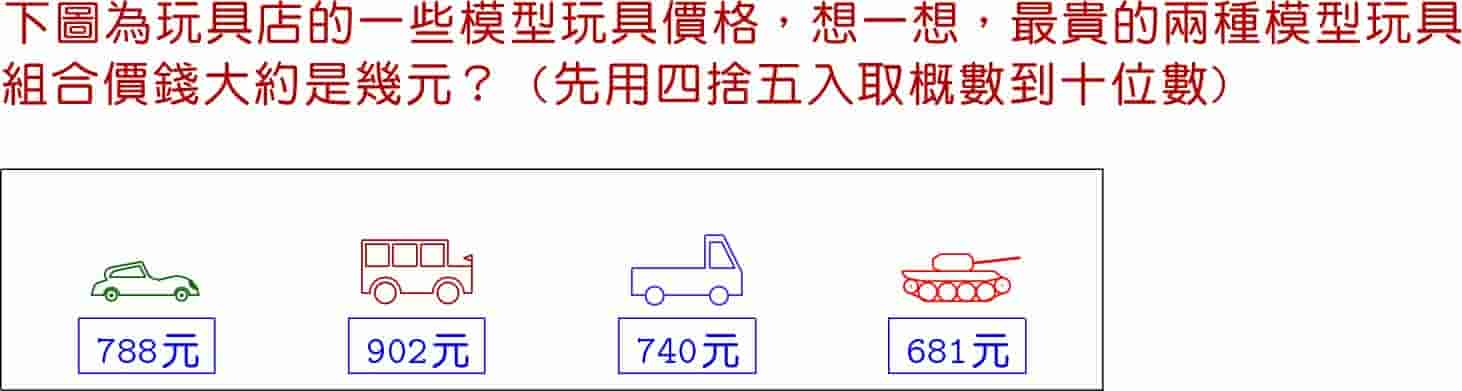 下圖為玩具店的一些模型玩具價格，想一想，最貴的兩種模型玩具
組合價錢大約是幾元？（先用四捨五入取概數到十位數）
788元 902元 740元 681元